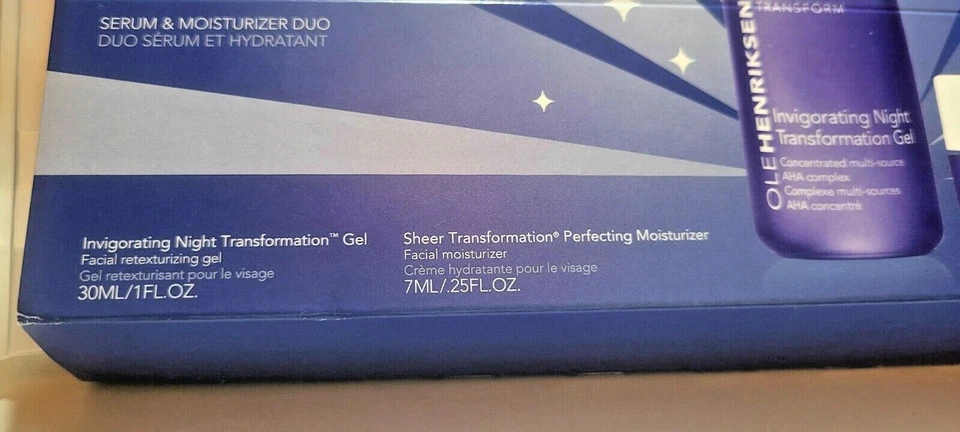 SERUM & MOISTURIZER DUO
DUO SÉRUM ET HYDRATANT
TRANSFORM
OLEHENRIKSEN
Invigorating Night
Transformation Gel
Concentrated multi-source
AHA complex
Complexe multi-sources
AHA concentré
Invigorating Night Transformation™ Gel
Facial retexturizing gel
Gel retexturisant pour le visage
30ML/1FL.OZ.
Sheer Transformation® Perfecting Moisturizer
Facial moisturizer
Crème hydratante pour le visage
7ML/.25FL.OZ.